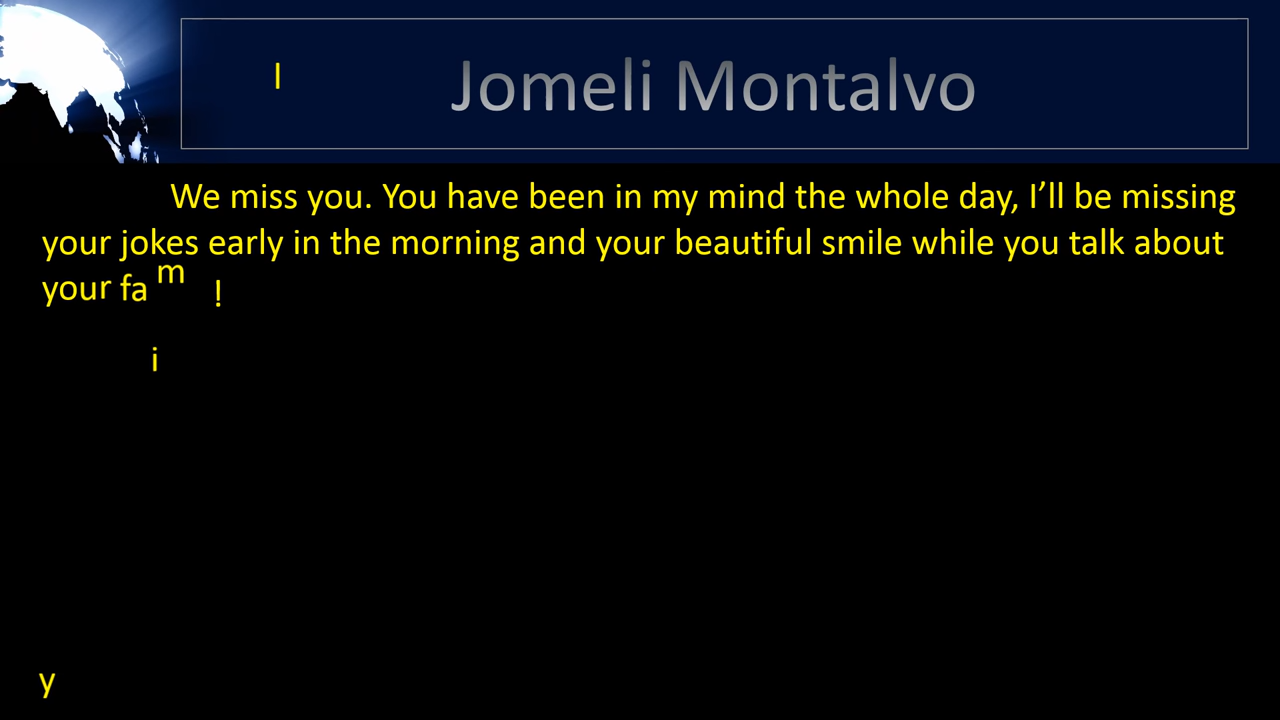 Jomeli Montalvo
We miss you. You have been in my mind the whole day, I’ll be missing
your jokes early in the morning and your beautiful smile while you talk about
your family!